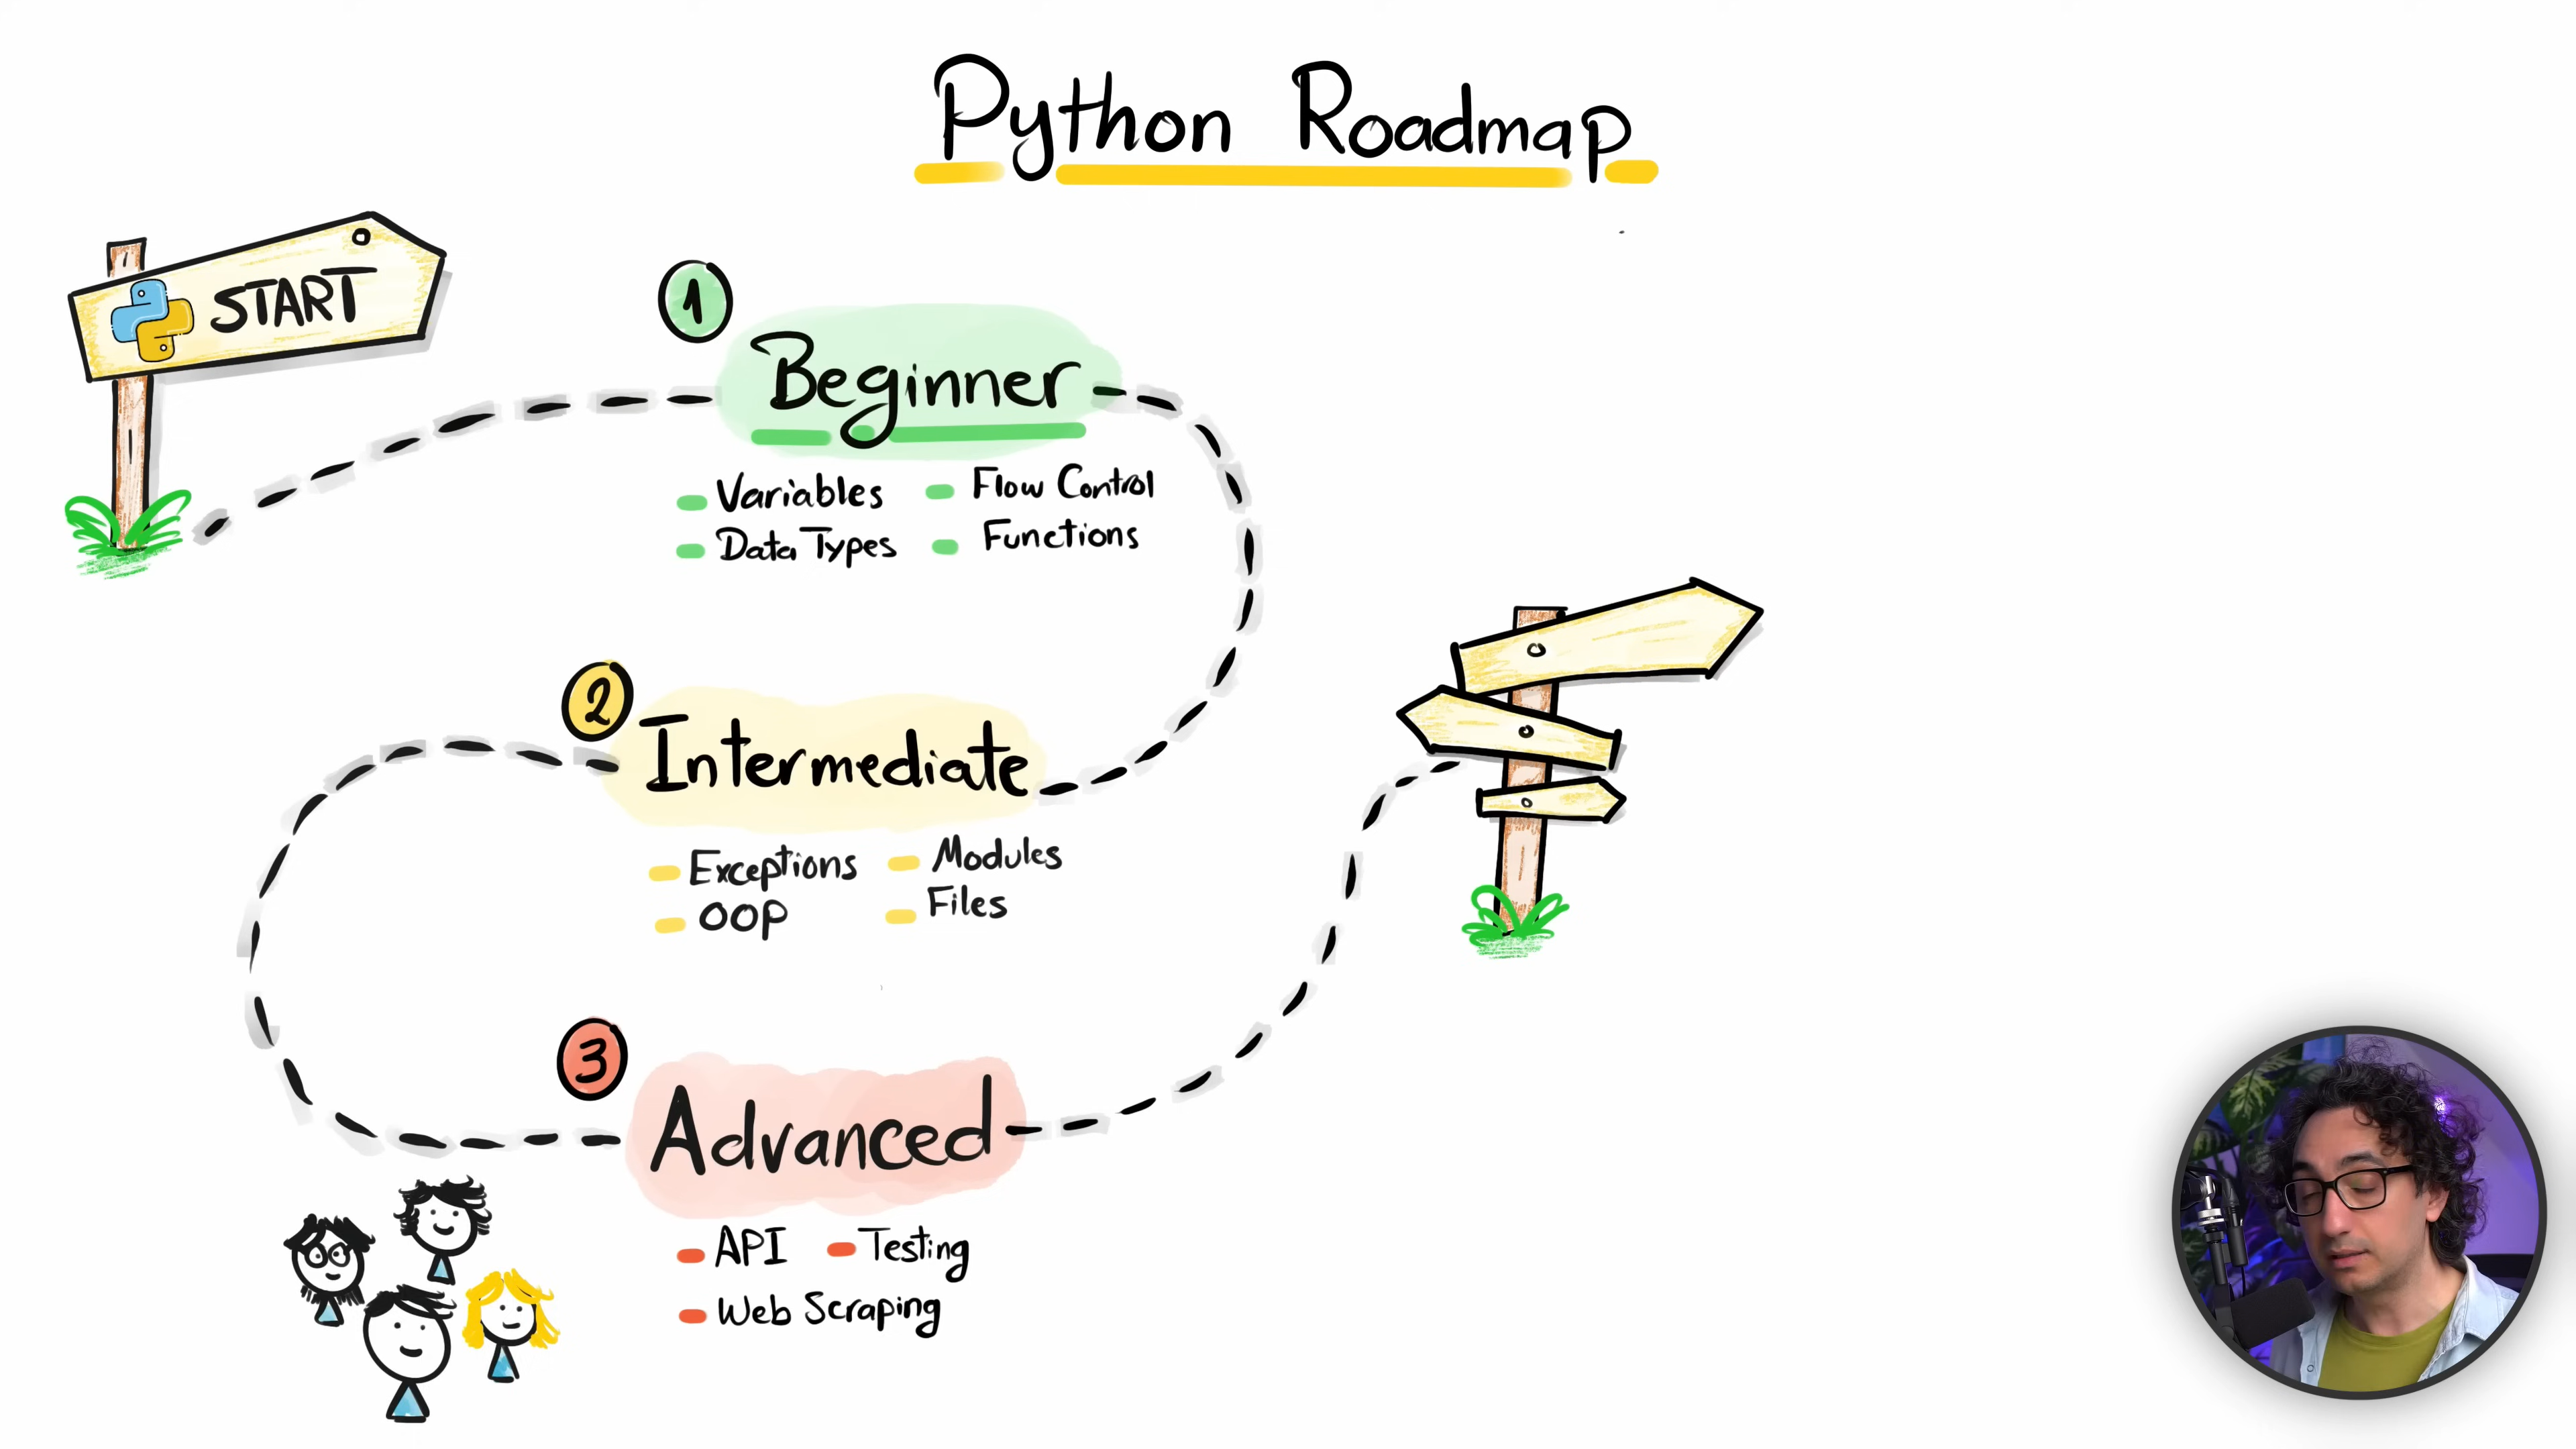 Python Roadmap
START
1
Beginner
Variables
Flow Control
Data Types
Functions
2
Intermediate
Exceptions
Modules
OOP
Files
3
Advanced
API
Testing
Web Scraping